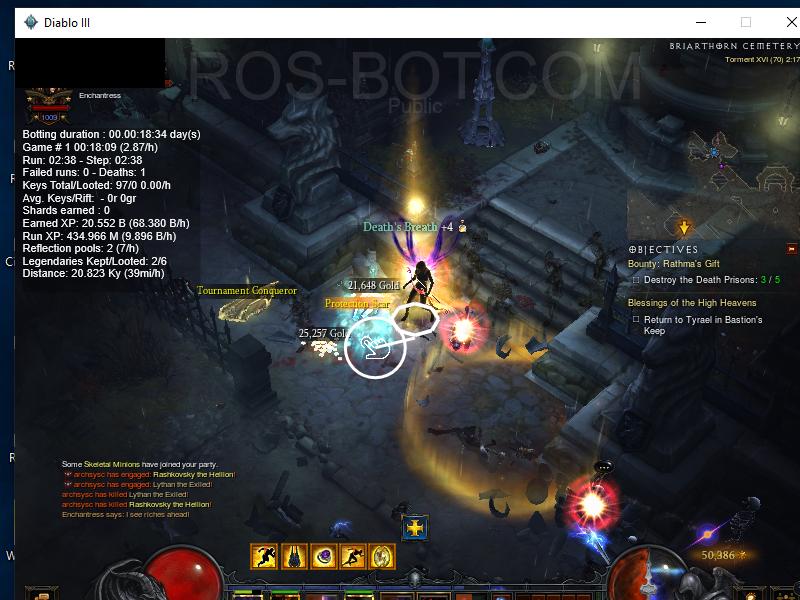 Diablo III
BRIARTHORN CEMETERY
Torment XVI (70) 2:17
ROS-BOT.COM
Public
Enchantress
1009
Botting duration : 00.00:18:34 day(s)
Game # 1 00:18:09 (2.87/h)
Run: 02:38 - Step: 02:38
Failed runs: 0 - Deaths: 1
Keys Total/Looted: 97/0 0.00/h
Avg. Keys/Rift: - 0r 0gr
Shards earned : 0
Earned XP: 20.552 B (68.380 B/h)
Run XP: 434.966 M (9.896 B/h)
Reflection pools: 2 (7/h)
Legendaries Kept/Looted: 2/6
Distance: 20.823 Ky (39mi/h)
Death's Breath +4
OBJECTIVES
Bounty: Rathma's Gift
Destroy the Death Prisons: 3 / 5
Blessings of the High Heavens
Return to Tyrael in Bastion's
Keep
21,648 Gold
Tournament Conqueror
Protection Scar
25,257 Gold
Some Skeletal Minions have joined your party.
archsysc has engaged: Rashkovsky the Hellion!
archsysc has engaged: Lythan the Exiled!
archsysc has killed Lythan the Exiled!
archsysc has killed Rashkovsky the Hellion!
Enchantress says: I see riches ahead!
50,386